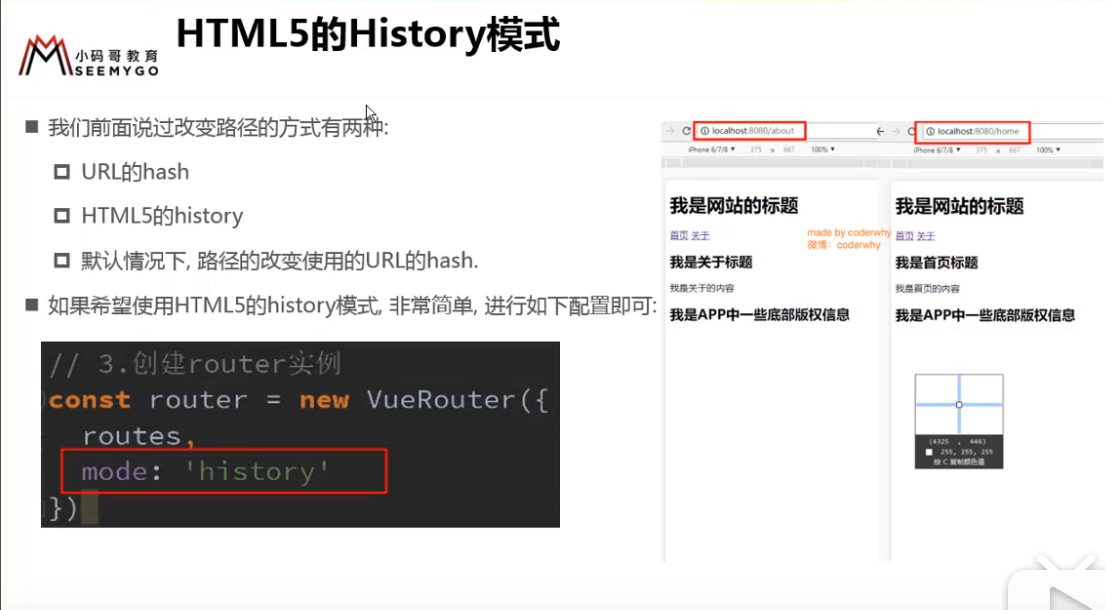 HTML5的History模式
小码哥教育
SEEMYGO
我们前面说过改变路径的方式有两种:
URL的hash
HTML5的history
默认情况下, 路径的改变使用的URL的hash.
如果希望使用HTML5的history模式, 非常简单, 进行如下配置即可:
// 3.创建router实例
const router = new VueRouter({
routes,
mode: 'history'
})
localhost:8080/about
iPhone 6/7/8 ▼ 375 × 667 100% ▼
我是网站的标题
首页 关于
我是关于标题
我是关于的内容
我是APP中一些底部版权信息
made by coderwhy
微博：coderwhy
localhost:8080/home
iPhone 6/7/8 ▼ 375 × 667 100% ▼
我是网站的标题
首页 关于
我是首页标题
我是首页的内容
我是APP中一些底部版权信息
(4325 , 446)
255, 255, 255
按 C 复制颜色值